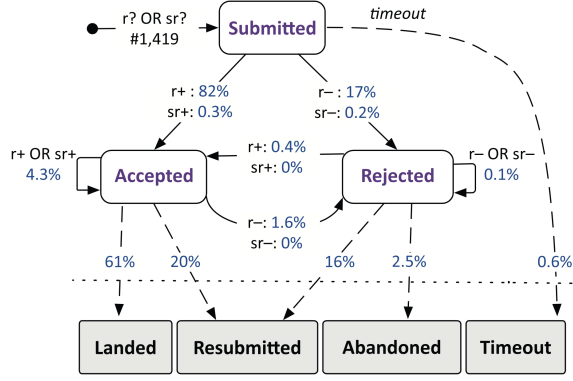 r? OR sr?
#1,419
Submitted
timeout
r+ : 82%
sr+: 0.3%
r– : 17%
sr–: 0.2%
r+ OR sr+
4.3%
Accepted
r+: 0.4%
sr+: 0%
Rejected
r– OR sr–
0.1%
r–: 1.6%
sr–: 0%
61%
20%
16%
2.5%
0.6%
Landed
Resubmitted
Abandoned
Timeout